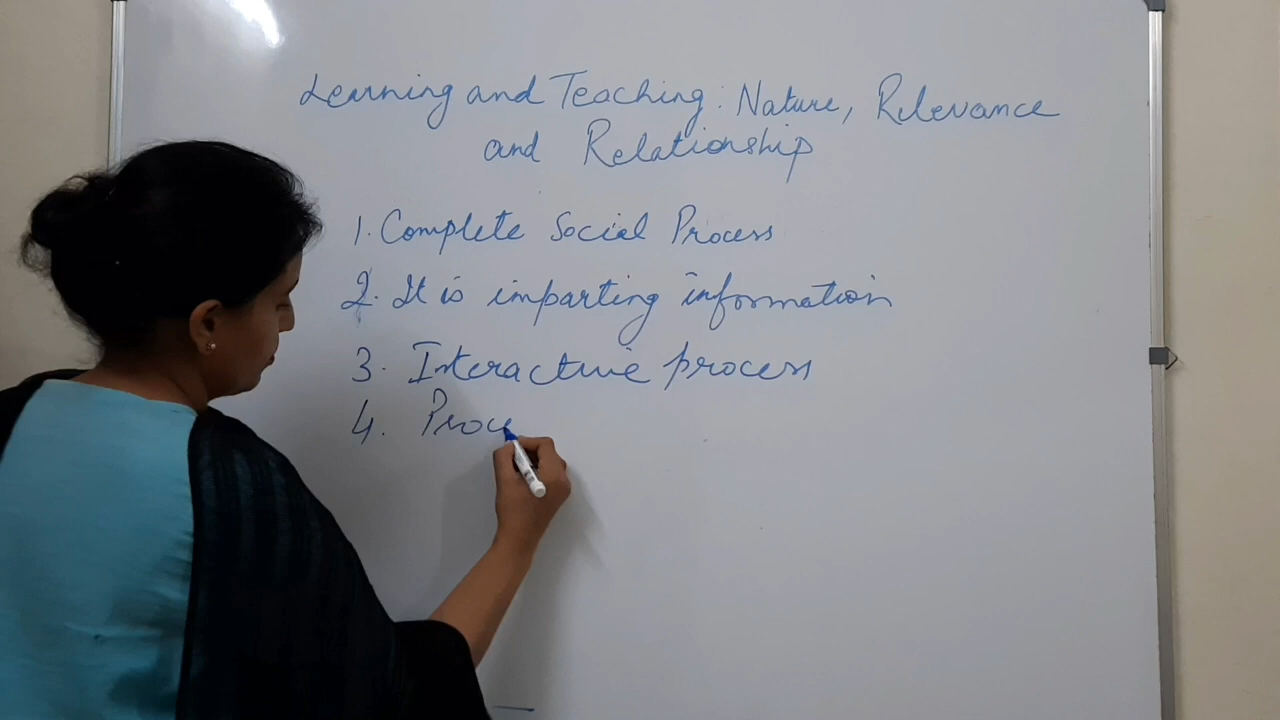 Learning and Teaching: Nature, Relevance
and Relationship
1. Complete Social Process
2. It is imparting information
3. Interactive process
4. Proce